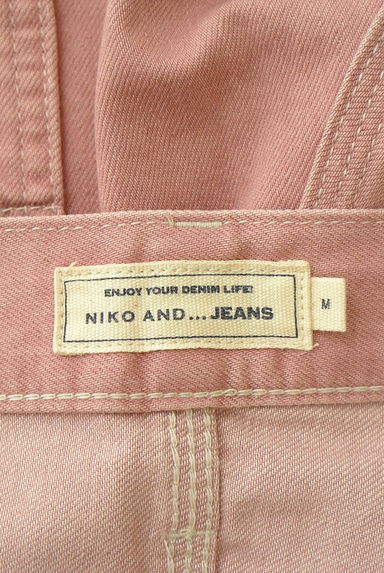 ENJOY YOUR DENIM LIFE!
NIKO AND...JEANS
M